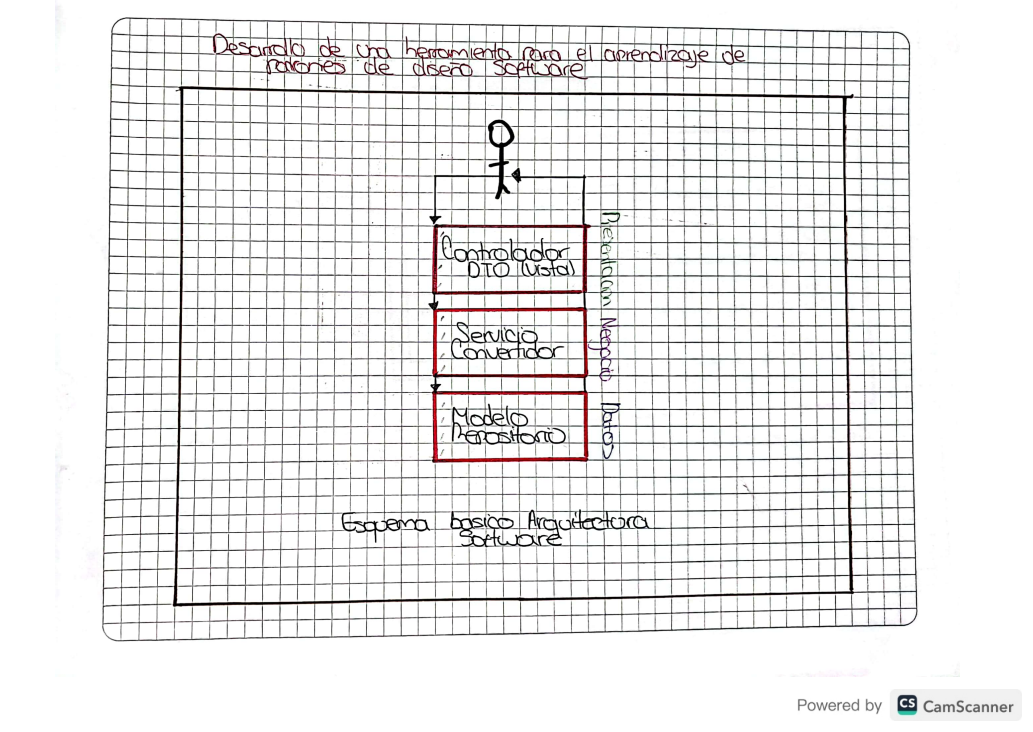 Desarrollo de una herramienta para el aprendizaje de
patrones de diseño Software
Controlador
DTO (Vista)
Presentacion
Servicio
Convertidor
Negocio
Modelo
Repositorio
Datos
Esquema basico Arquitectura
Software
Powered by CS CamScanner